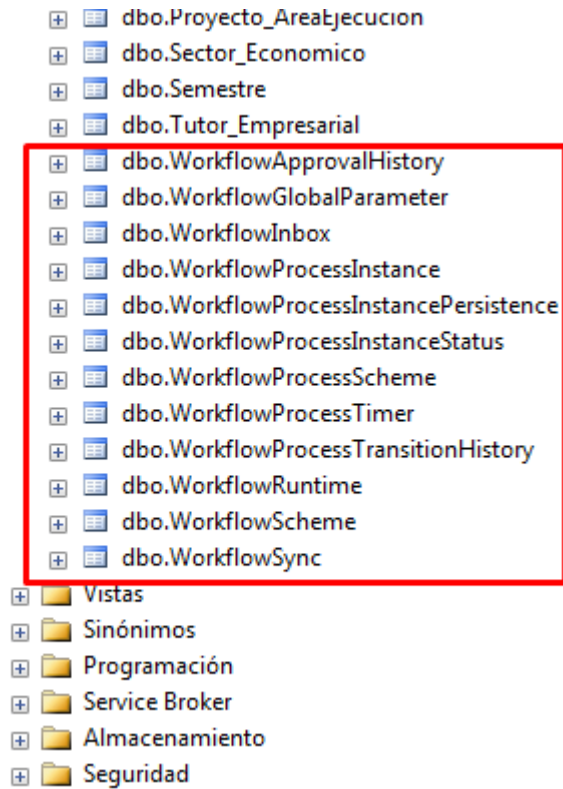 dbo.Proyecto_AreaEjecucion
dbo.Sector_Economico
dbo.Semestre
dbo.Tutor_Empresarial
dbo.WorkflowApprovalHistory
dbo.WorkflowGlobalParameter
dbo.WorkflowInbox
dbo.WorkflowProcessInstance
dbo.WorkflowProcessInstancePersistence
dbo.WorkflowProcessInstanceStatus
dbo.WorkflowProcessScheme
dbo.WorkflowProcessTimer
dbo.WorkflowProcessTransitionHistory
dbo.WorkflowRuntime
dbo.WorkflowScheme
dbo.WorkflowSync
Vistas
Sinónimos
Programación
Service Broker
Almacenamiento
Seguridad